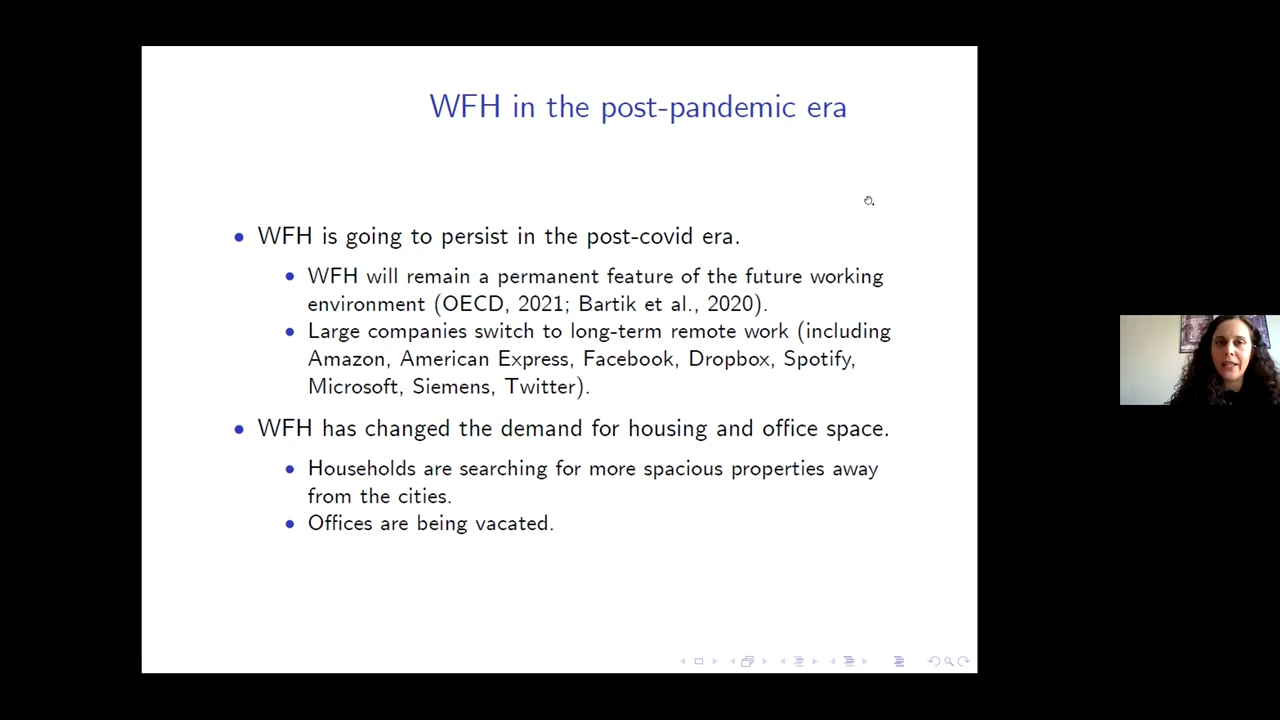 WFH in the post-pandemic era
• WFH is going to persist in the post-covid era.
• WFH will remain a permanent feature of the future working
environment (OECD, 2021; Bartik et al., 2020).
• Large companies switch to long-term remote work (including
Amazon, American Express, Facebook, Dropbox, Spotify,
Microsoft, Siemens, Twitter).
• WFH has changed the demand for housing and office space.
• Households are searching for more spacious properties away
from the cities.
• Offices are being vacated.